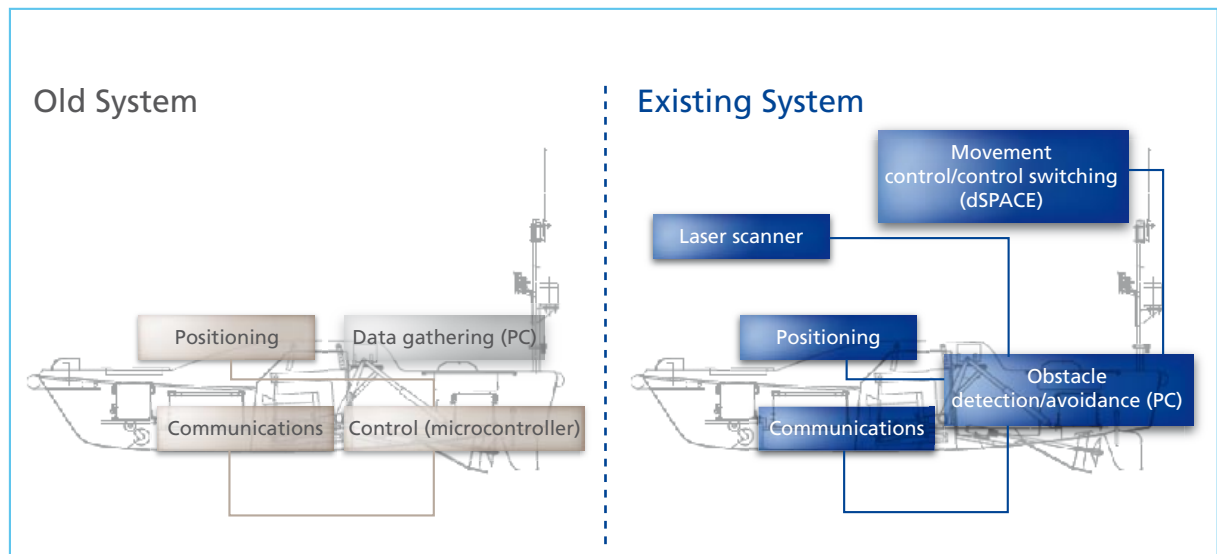 Old System
Positioning
Data gathering (PC)
Communications
Control (microcontroller)
Existing System
Movement
control/control switching
(dSPACE)
Laser scanner
Positioning
Obstacle
detection/avoidance (PC)
Communications